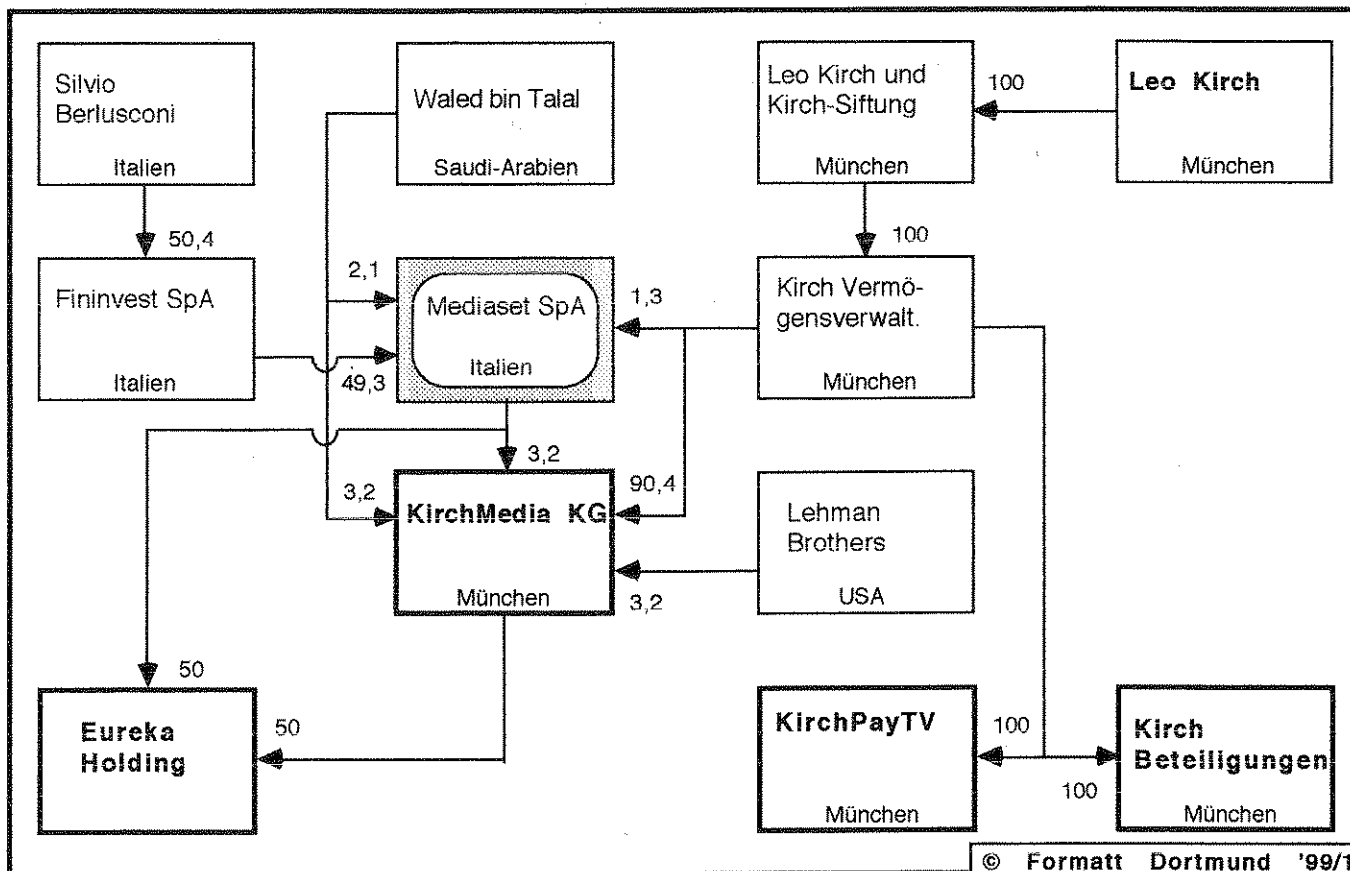 Silvio
Berlusconi
Italien
Waled bin Talal
Saudi-Arabien
Leo Kirch und
Kirch-Siftung
München
100
Leo Kirch
München
50,4
100
Fininvest SpA
Italien
2,1
49,3
Mediaset SpA
Italien
1,3
Kirch Vermö-
gensverwalt.
München
3,2
3,2
90,4
KirchMedia KG
München
3,2
Lehman
Brothers
USA
50
Eureka
Holding
50
KirchPayTV
München
100
100
Kirch
Beteiligungen
München
© Formatt Dortmund '99/1